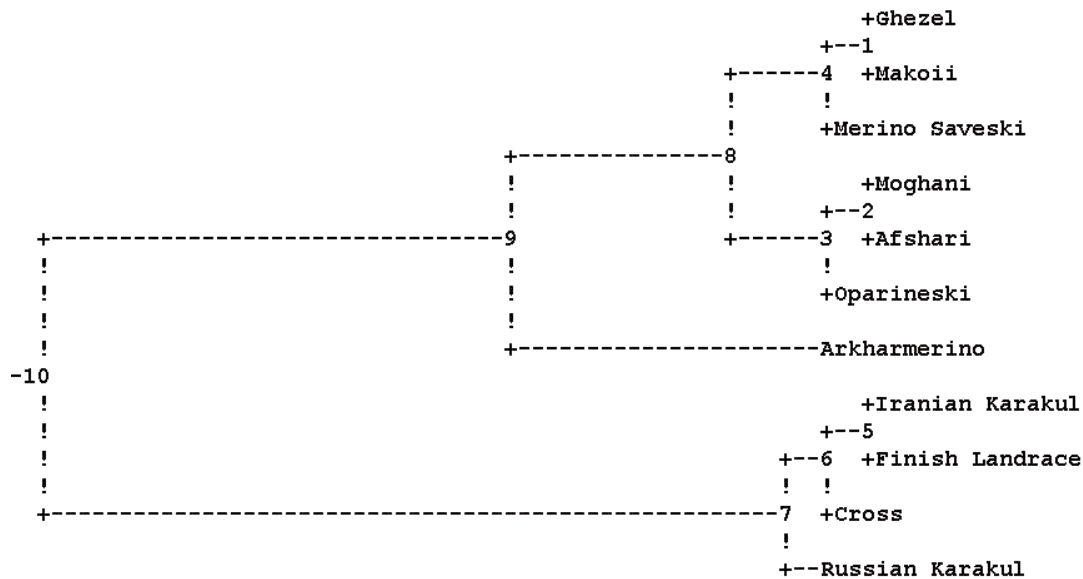 +Ghezel
+--1
+------4 +Makoii
! !
! +Merino Saveski
+----------------8
! ! +Moghani
! ! +--2
+-----------------------------------9 +------3 +Afshari
! ! !
! ! +Oparineski
! !
! +-----------------------Arkharmerino
-10
! +Iranian Karakul
! +--5
! +--6 +Finish Landrace
! ! !
+--------------------------------------------------------7 +Cross
!
+--Russian Karakul